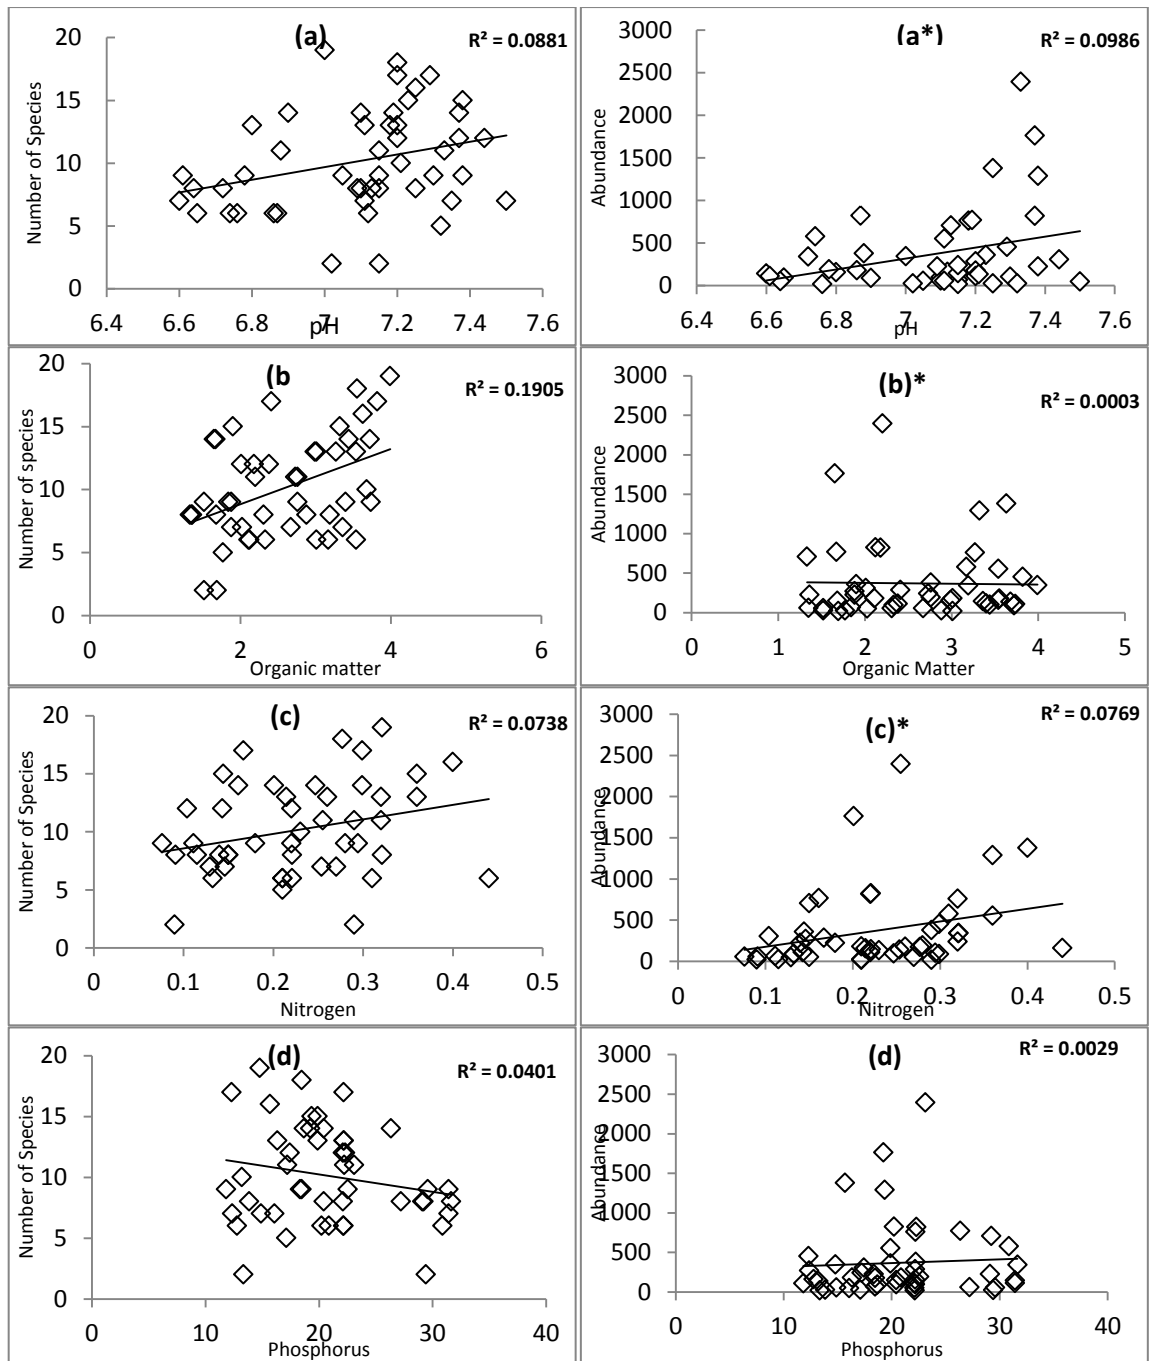 (a)
R² = 0.0881
Number of Species
20
15
10
5
0
6.4 6.6 6.8 7 7.2 7.4 7.6
pH
(a*)
R² = 0.0986
Abundance
3000
2500
2000
1500
1000
500
0
6.4 6.6 6.8 7 7.2 7.4 7.6
pH
(b
R² = 0.1905
Number of species
20
15
10
5
0
0 2 4 6
Organic matter
(b)*
R² = 0.0003
Abundance
3000
2500
2000
1500
1000
500
0
0 1 2 3 4 5
Organic Matter
(c)
R² = 0.0738
Number of Species
20
15
10
5
0
0 0.1 0.2 0.3 0.4 0.5
Nitrogen
(c)*
R² = 0.0769
Abundance
3000
2500
2000
1500
1000
500
0
0 0.1 0.2 0.3 0.4 0.5
Nitrogen
(d)
R² = 0.0401
Number of Species
20
15
10
5
0
0 10 20 30 40
Phosphorus
(d)
R² = 0.0029
Abundance
3000
2500
2000
1500
1000
500
0
0 10 20 30 40
Phosphorus